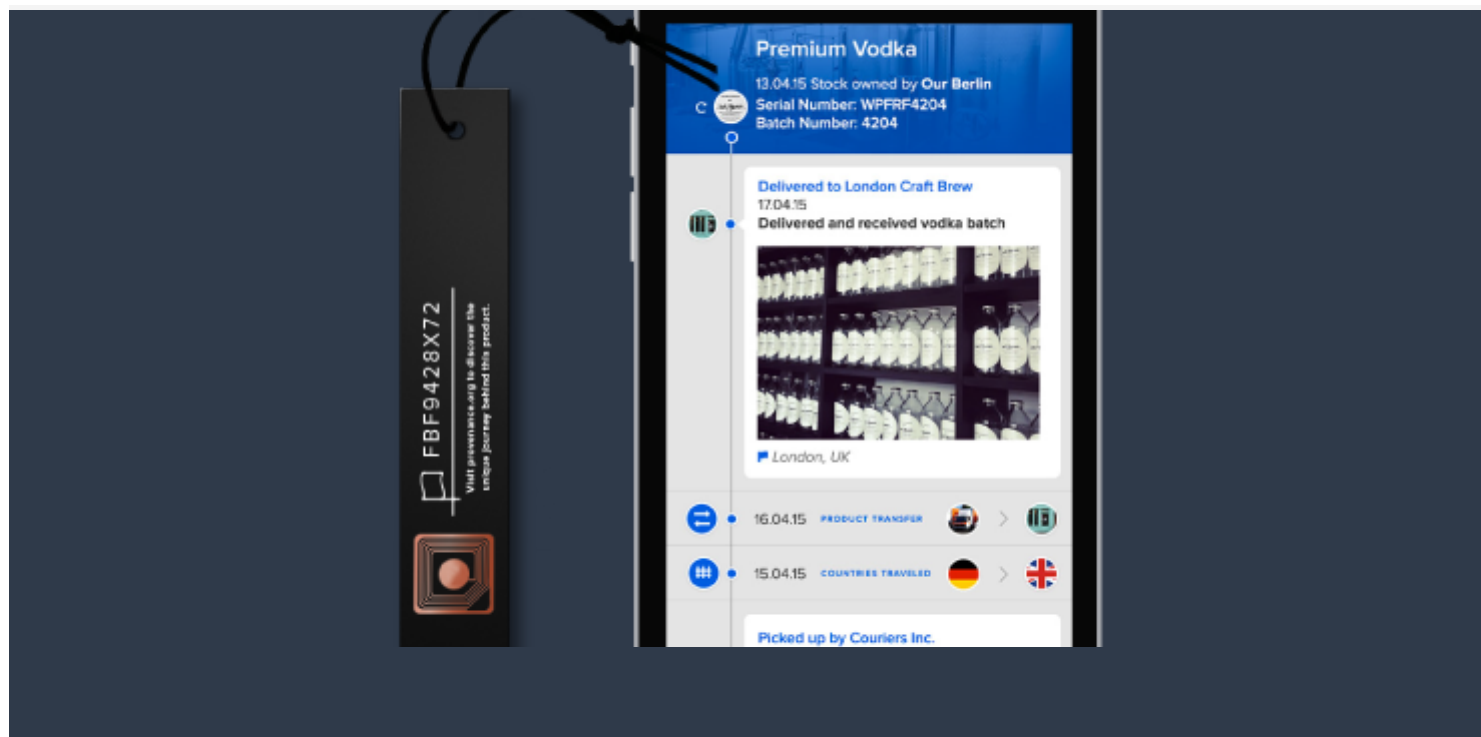 FBF9428X72
Visit provenance.org to discover the
unique journey behind this product.
Premium Vodka
13.04.15 Stock owned by Our Berlin
C
Serial Number: WPFRF4204
Batch Number: 4204
Delivered to London Craft Brew
17.04.15
Delivered and received vodka batch
London, UK
16.04.15 PRODUCT TRANSFER
15.04.15 COUNTRIES TRAVELED
Picked up by Couriers Inc.